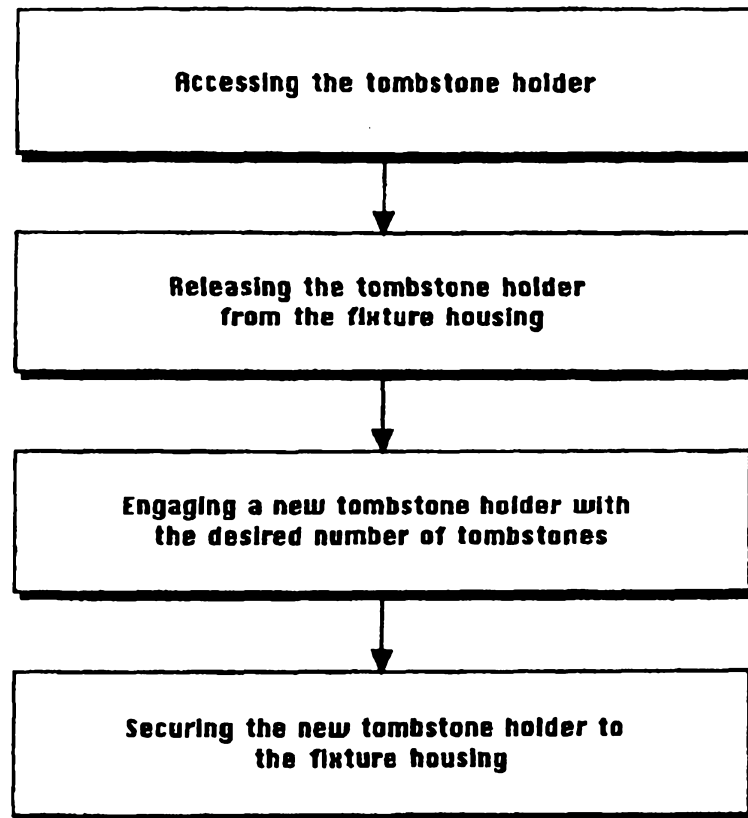 Accessing the tombstone holder
Releasing the tombstone holder
from the fixture housing
Engaging a new tombstone holder with
the desired number of tombstones
Securing the new tombstone holder to
the fixture housing